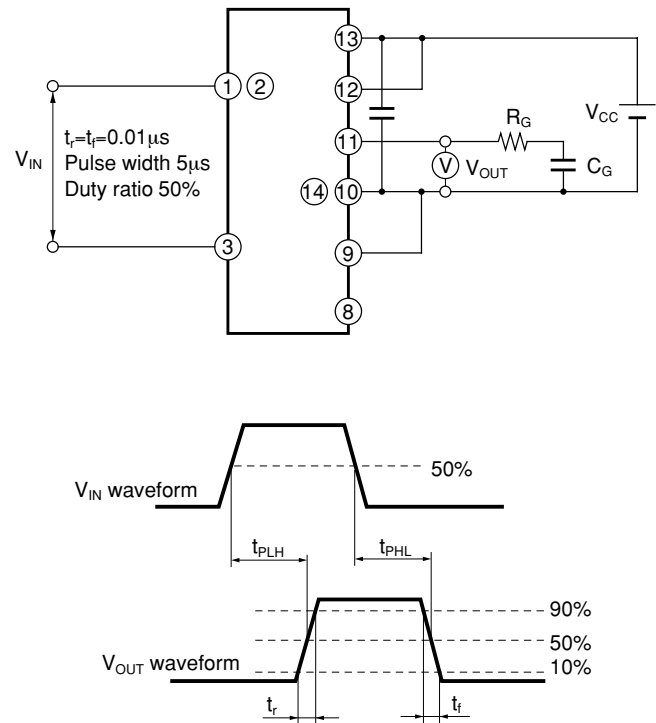 13
1 2
12
V_CC
R_G
t_r=t_f=0.01μs
11
V_IN
Pulse width 5μs
V V_OUT
C_G
Duty ratio 50%
14 10
3
9
8
50%
V_IN waveform
t_PLH t_PHL
90%
50%
V_OUT waveform
10%
t_r t_f